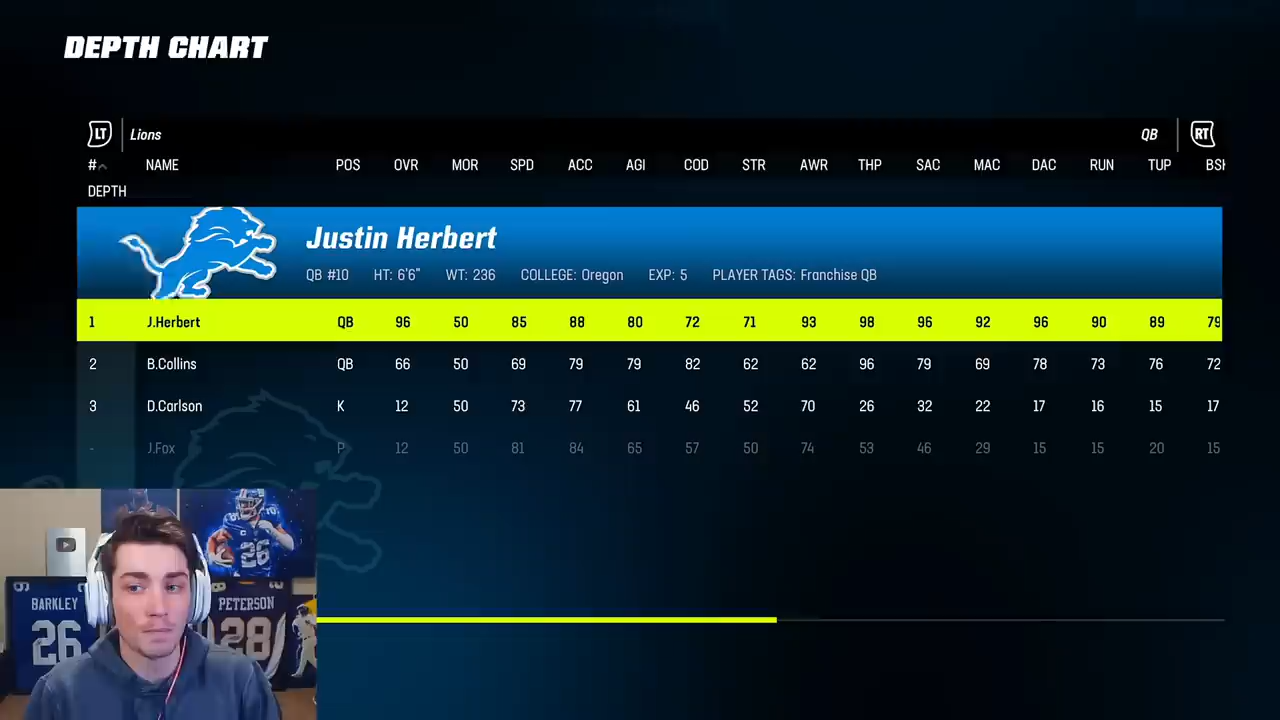 DEPTH CHART
LT Lions QB RT
# NAME POS OVR MOR SPD ACC AGI COD STR AWR THP SAC MAC DAC RUN TUP BSH
DEPTH
Justin Herbert
QB #10 HT: 6'6" WT: 236 COLLEGE: Oregon EXP: 5 PLAYER TAGS: Franchise QB
1 J.Herbert QB 96 50 85 88 80 72 71 93 98 96 92 96 90 89 79
2 B.Collins QB 66 50 69 79 79 82 62 62 96 79 69 78 73 76 72
3 D.Carlson K 12 50 73 77 61 46 52 70 26 32 22 17 16 15 17
- J.Fox P 12 50 81 84 65 57 50 74 53 46 29 15 15 20 15
26
BARKLEY
26
PETERSON
28